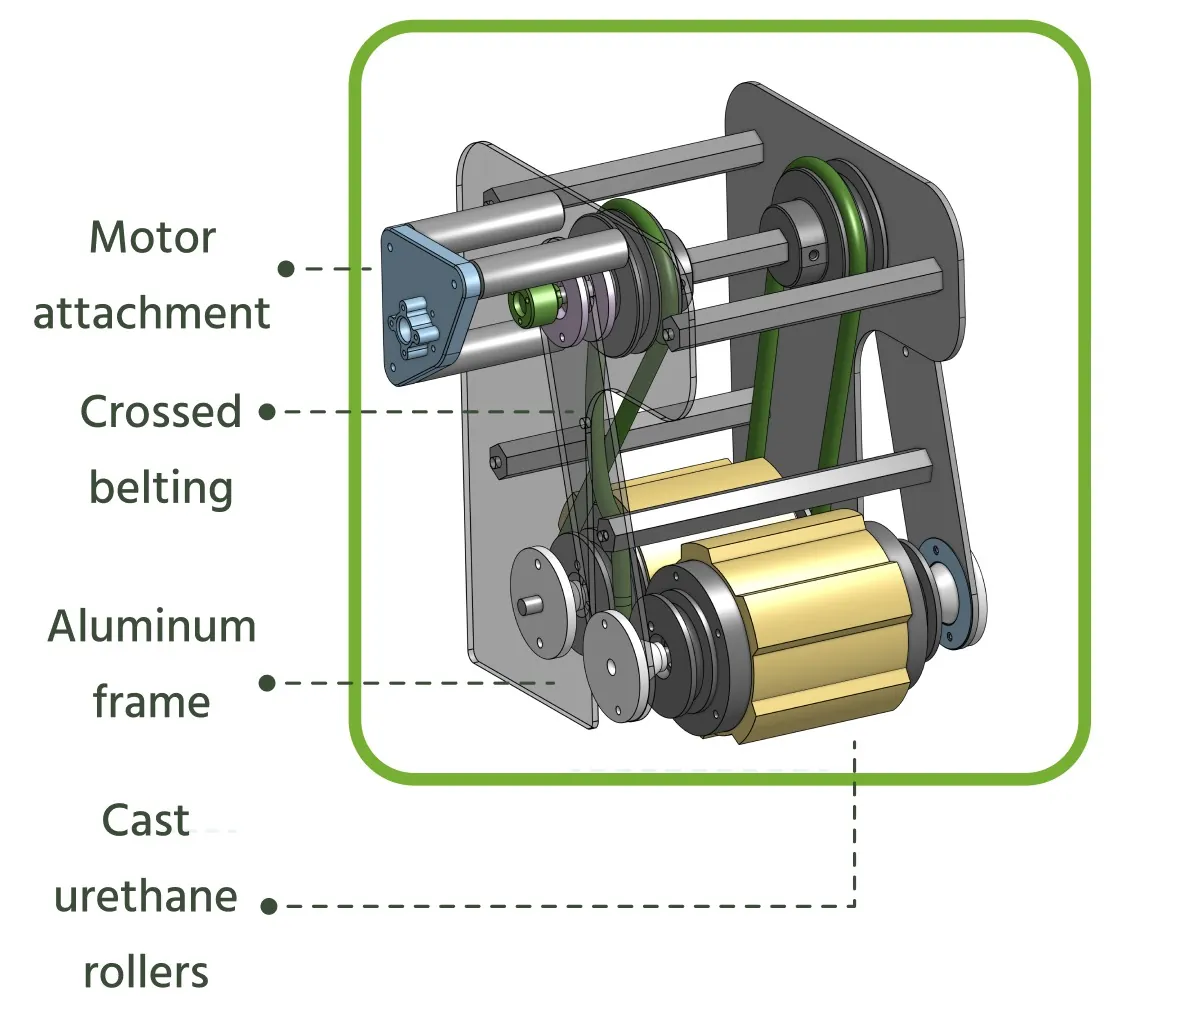 Motor
attachment
Crossed
belting
Aluminum
frame
Cast
urethane
rollers